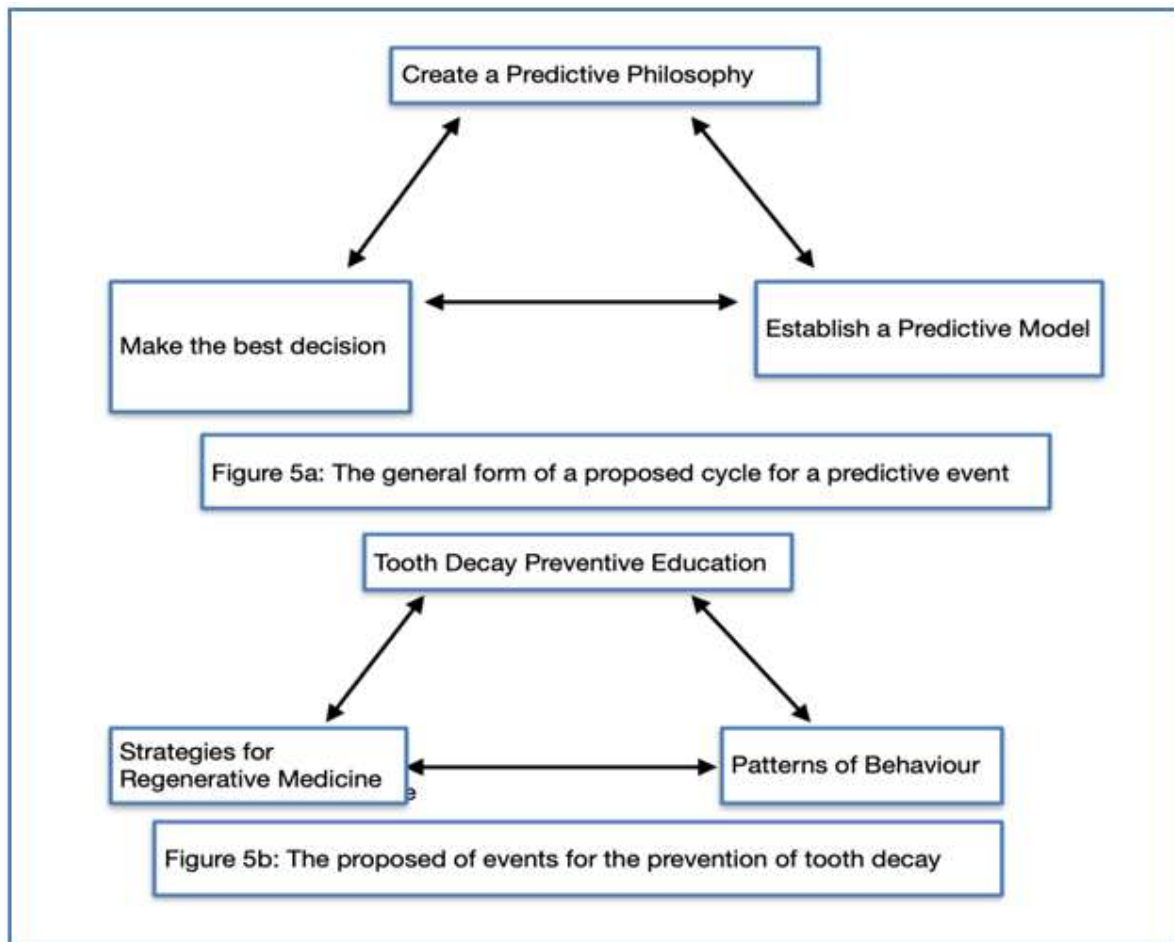 Create a Predictive Philosophy
Make the best decision
Establish a Predictive Model
Figure 5a: The general form of a proposed cycle for a predictive event
Tooth Decay Preventive Education
Strategies for
Regenerative Medicine
e
Patterns of Behaviour
Figure 5b: The proposed of events for the prevention of tooth decay